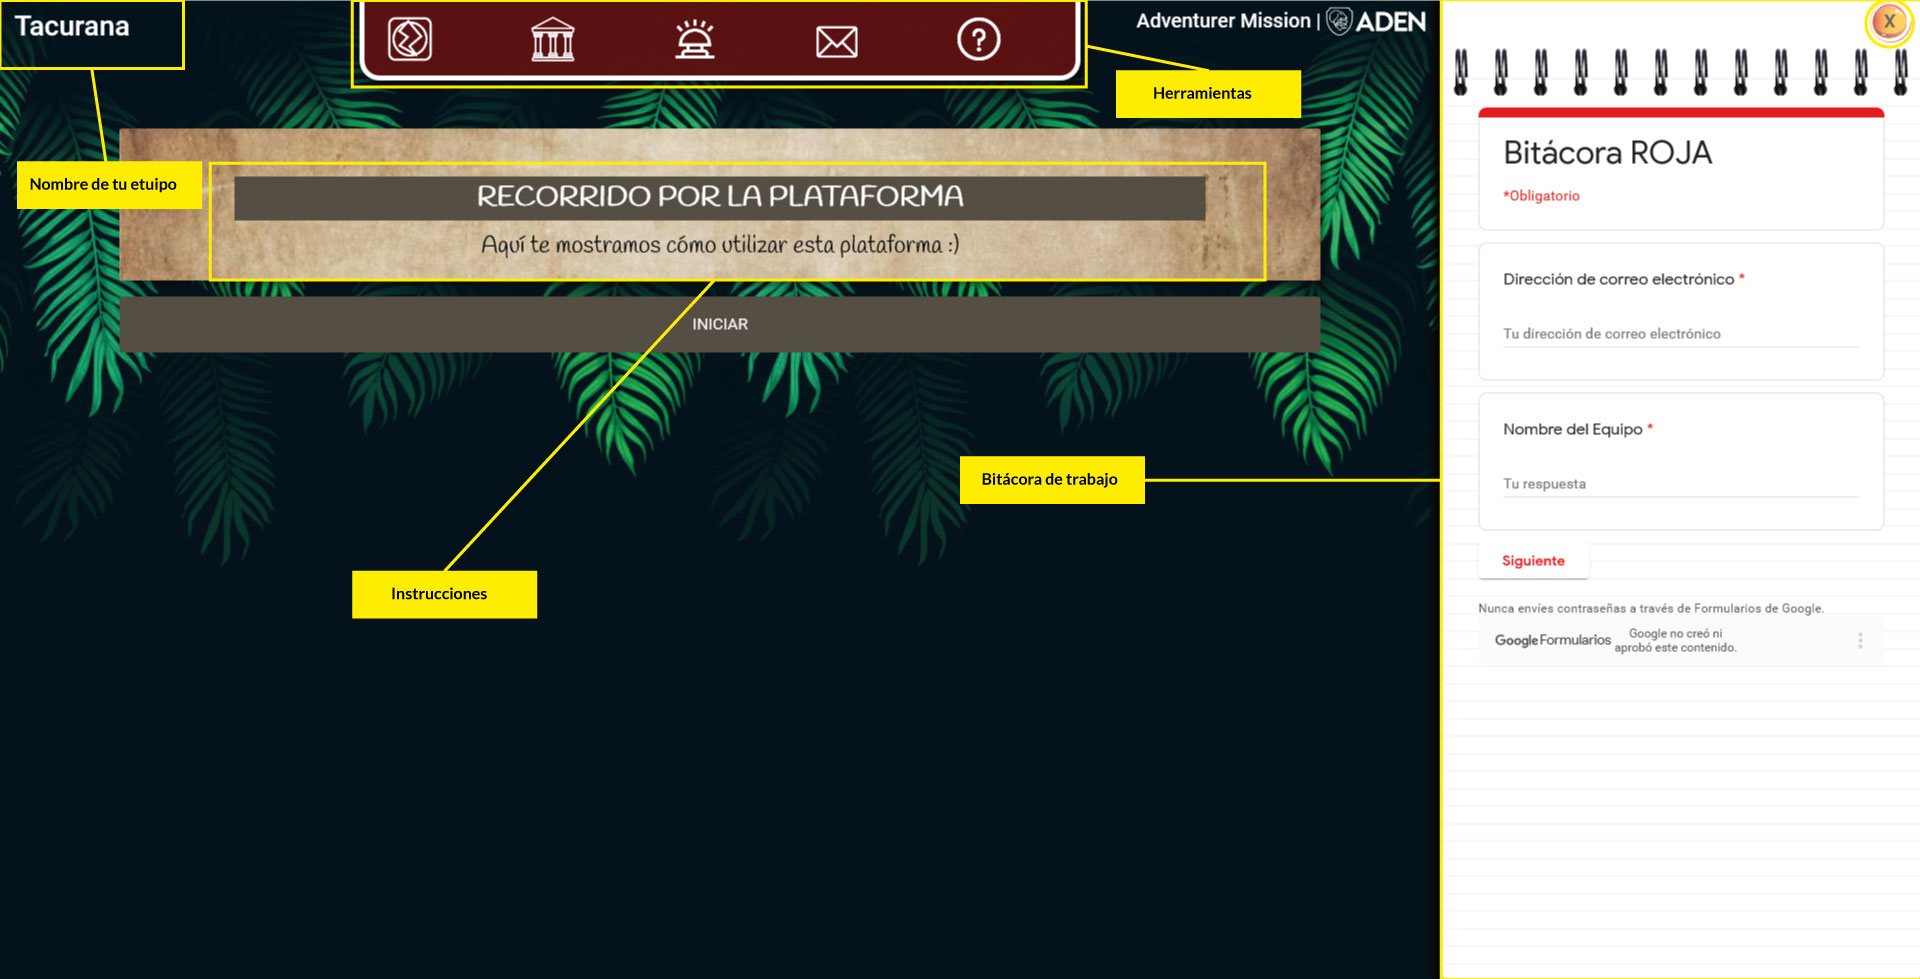 Tacurana
Adventurer Mission | ADEN
Herramientas
Nombre de tu etuipo
RECORRIDO POR LA PLATAFORMA
Aquí te mostramos cómo utilizar esta plataforma :)
INICIAR
Bitácora de trabajo
Instrucciones
X
Bitácora ROJA
*Obligatorio
Dirección de correo electrónico *
Tu dirección de correo electrónico
Nombre del Equipo *
Tu respuesta
Siguiente
Nunca envíes contraseñas a través de Formularios de Google.
Google Formularios
Google no creó ni
aprobó este contenido.